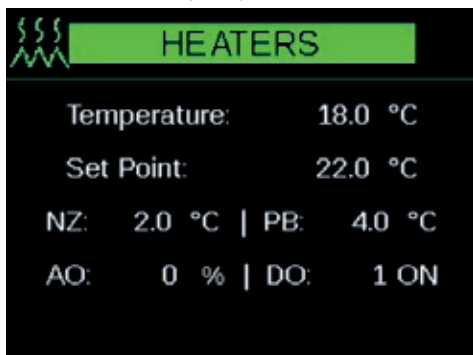 HEATERS
Temperature: 18.0 °C
Set Point: 22.0 °C
NZ: 2.0 °C | PB: 4.0 °C
AO: 0 % | DO: 1 ON